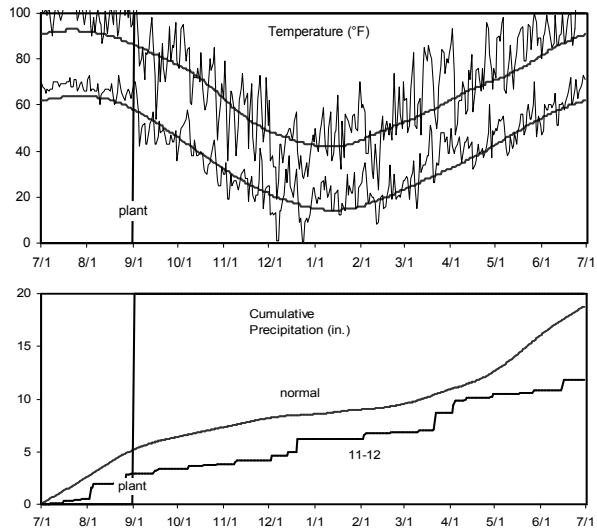 100
Temperature (°F)
80
60
40
20
plant
0
7/1 8/1 9/1 10/1 11/1 12/1 1/1 2/1 3/1 4/1 5/1 6/1 7/1
20
Cumulative
Precipitation (in.)
15
normal
10
5
11-12
plant
0
7/1 8/1 9/1 10/1 11/1 12/1 1/1 2/1 3/1 4/1 5/1 6/1 7/1